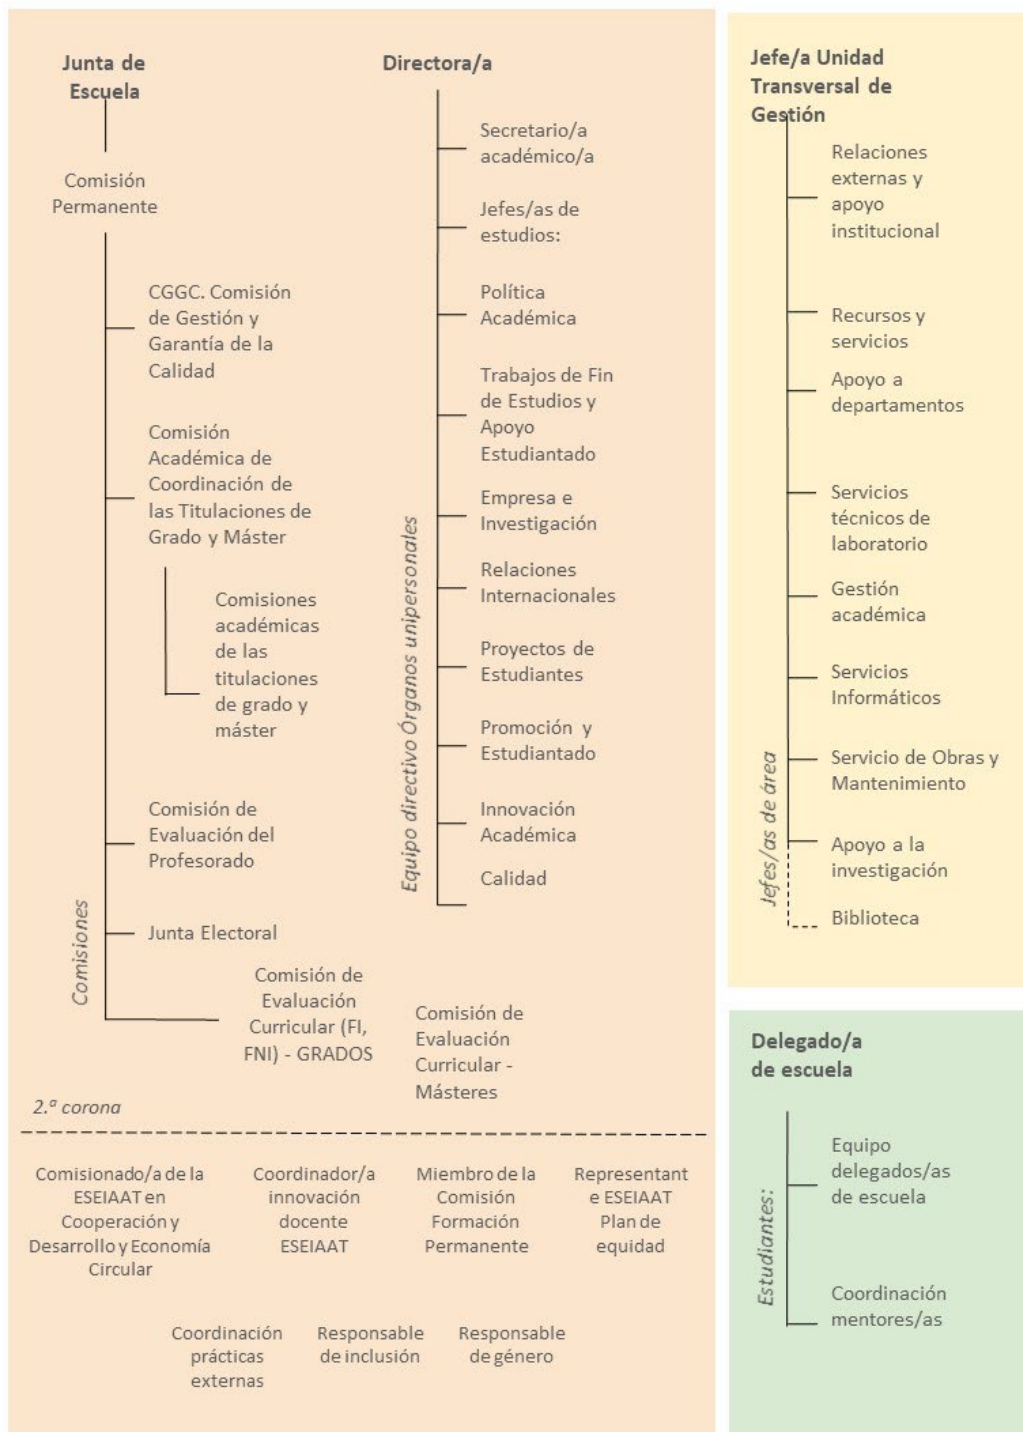 Junta de
Escuela
Comisión
Permanente
CGGC. Comisión
de Gestión y
Garantía de la
Calidad
Comisión
Académica de
Coordinación de
las Titulaciones de
Grado y Máster
Comisiones
académicas
de las
titulaciones
de grado y
máster
Comisión de
Evaluación del
Profesorado
Junta Electoral
Comisiones
Comisión de
Evaluación
Curricular (FI,
FNI) - GRADOS
Comisión de
Evaluación
Curricular -
Másteres
Directora/a
Secretario/a
académico/a
Jefes/as de
estudios:
Política
Académica
Trabajos de Fin
de Estudios y
Apoyo
Estudiantado
Empresa e
Investigación
Relaciones
Internacionales
Proyectos de
Estudiantes
Promoción y
Estudiantado
Innovación
Académica
Calidad
Equipo directivo Órganos unipersonales
2.ª corona
Comisionado/a de la
ESEIAAT en
Cooperación y
Desarrollo y Economía
Circular
Coordinador/a
innovación
docente
ESEIAAT
Miembro de la
Comisión
Formación
Permanente
Representant
e ESEIAAT
Plan de
equidad
Coordinación
prácticas
externas
Responsable
de inclusión
Responsable
de género
Jefe/a Unidad
Transversal de
Gestión
Relaciones
externas y
apoyo
institucional
Recursos y
servicios
Apoyo a
departamentos
Servicios
técnicos de
laboratorio
Gestión
académica
Servicios
Informáticos
Servicio de Obras y
Mantenimiento
Apoyo a la
investigación
Biblioteca
Jefes/as de área
Delegado/a
de escuela
Equipo
delegados/as
de escuela
Coordinación
mentores/as
Estudiantes: